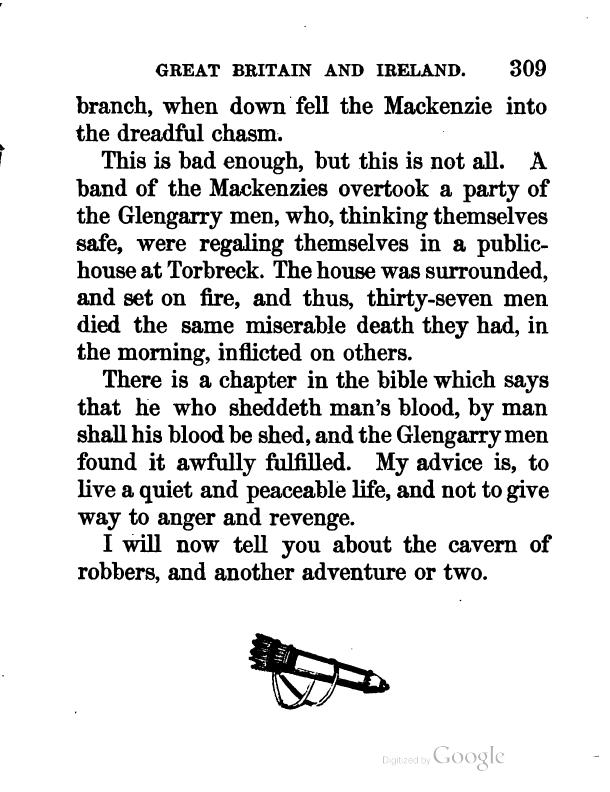 GREAT BRITAIN AND IRELAND. 309
branch, when down fell the Mackenzie into
the dreadful chasm.
This is bad enough, but this is not all. A
band of the Mackenzies overtook a party of
the Glengarry men, who, thinking themselves
safe, were regaling themselves in a public-
house at Torbreck. The house was surrounded,
and set on fire, and thus, thirty-seven men
died the same miserable death they had, in
the morning, inflicted on others.
There is a chapter in the bible which says
that he who sheddeth man's blood, by man
shall his blood be shed, and the Glengarry men
found it awfully fulfilled. My advice is, to
live a quiet and peaceable life, and not to give
way to anger and revenge.
I will now tell you about the cavern of
robbers, and another adventure or two.
Digitized by Google